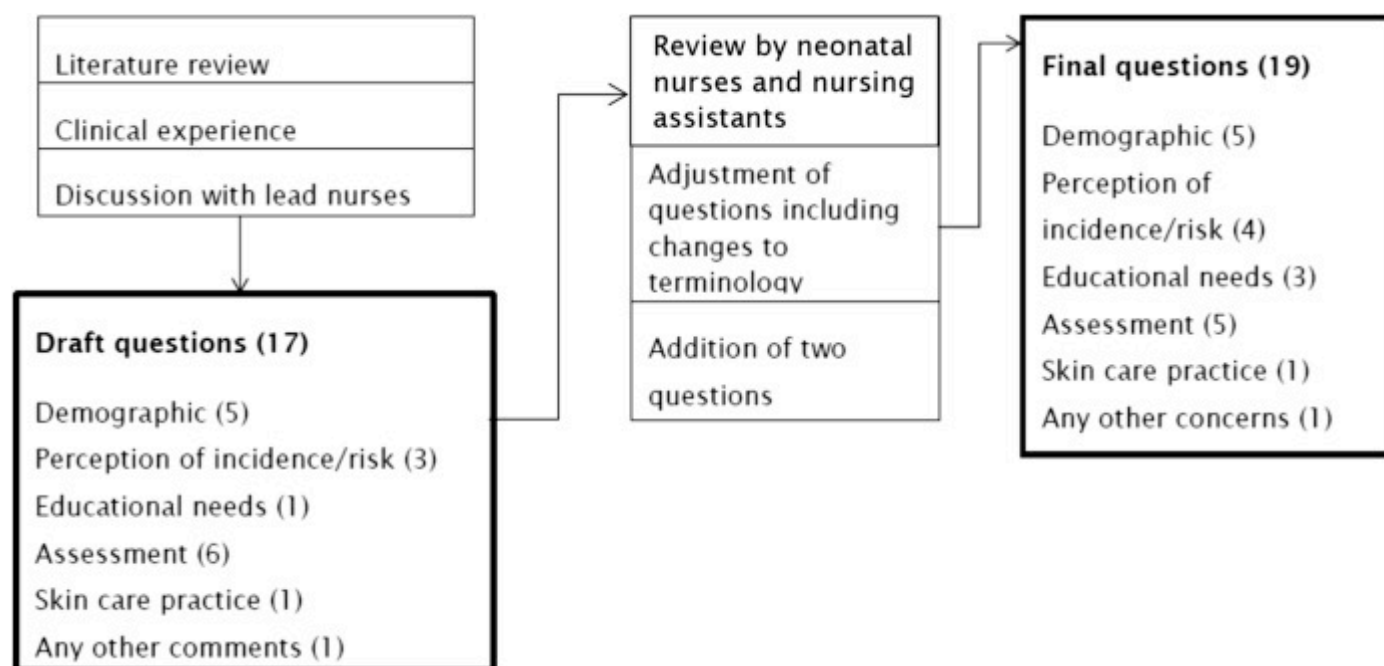 Literature review
Clinical experience
Discussion with lead nurses
Draft questions (17)
Demographic (5)
Perception of incidence/risk (3)
Educational needs (1)
Assessment (6)
Skin care practice (1)
Any other comments (1)
Review by neonatal
nurses and nursing
assistants
Adjustment of
questions including
changes to
terminology
Addition of two
questions
Final questions (19)
Demographic (5)
Perception of
incidence/risk (4)
Educational needs (3)
Assessment (5)
Skin care practice (1)
Any other concerns (1)